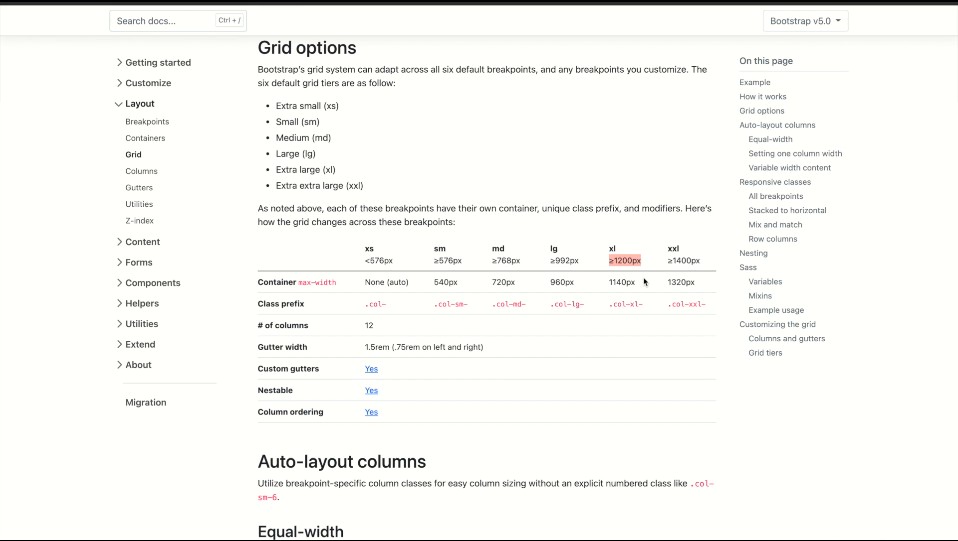 Search docs...
Ctrl + /
Bootstrap v5.0
Getting started
Customize
Layout
Breakpoints
Containers
Grid
Columns
Gutters
Utilities
Z-index
Content
Forms
Components
Helpers
Utilities
Extend
About
Migration
Grid options
Bootstrap's grid system can adapt across all six default breakpoints, and any breakpoints you customize. The
six default grid tiers are as follow:
• Extra small (xs)
• Small (sm)
• Medium (md)
• Large (lg)
• Extra large (xl)
• Extra extra large (xxl)
As noted above, each of these breakpoints have their own container, unique class prefix, and modifiers. Here's
how the grid changes across these breakpoints:
xs sm md lg xl xxl
<576px ≥576px ≥768px ≥992px ≥1200px ≥1400px
Container max-width None (auto) 540px 720px 960px 1140px 1320px
Class prefix .col- .col-sm- .col-md- .col-lg- .col-xl- .col-xxl-
# of columns 12
Gutter width 1.5rem (.75rem on left and right)
Custom gutters Yes
Nestable Yes
Column ordering Yes
Auto-layout columns
Utilize breakpoint-specific column classes for easy column sizing without an explicit numbered class like .col-
sm-6.
Equal-width
On this page
Example
How it works
Grid options
Auto-layout columns
Equal-width
Setting one column width
Variable width content
Responsive classes
All breakpoints
Stacked to horizontal
Mix and match
Row columns
Nesting
Sass
Variables
Mixins
Example usage
Customizing the grid
Columns and gutters
Grid tiers